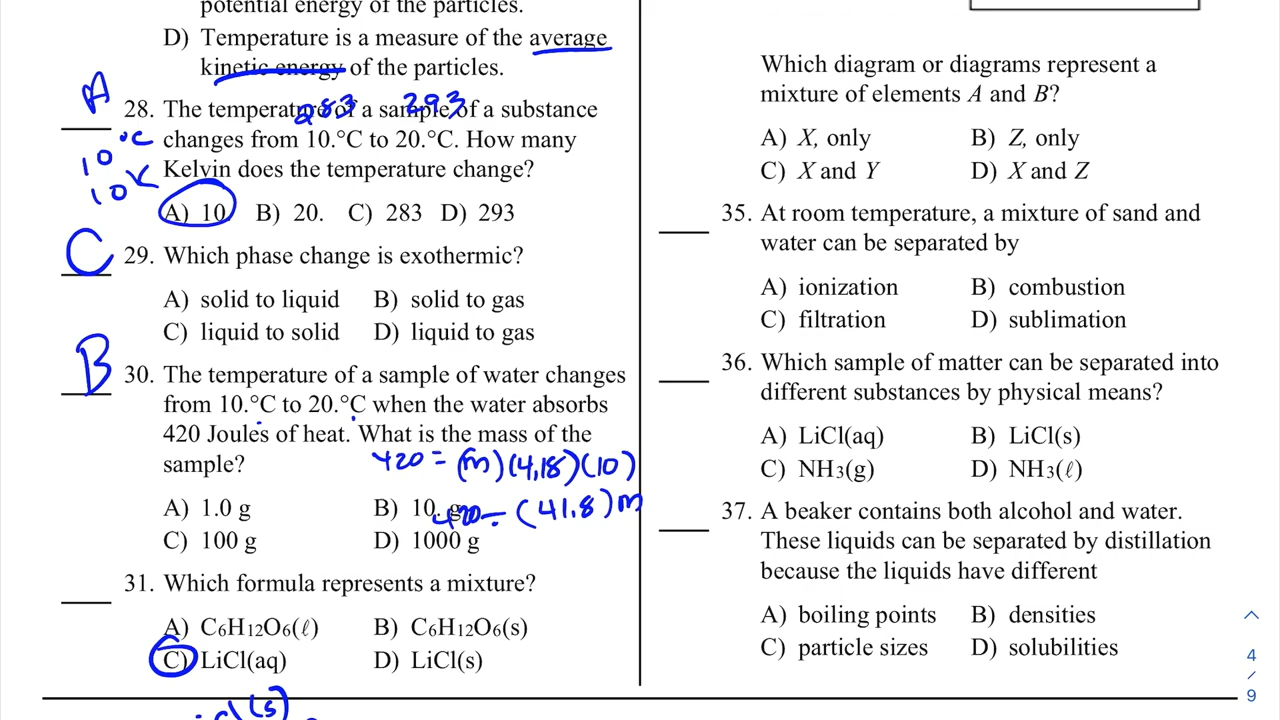 potential energy of the particles.
D) Temperature is a measure of the average
kinetic energy of the particles.
A
283 293
28. The temperature of a sample of a substance
changes from 10.°C to 20.°C. How many
Kelvin does the temperature change?
10 °C
10 K
A) 10. B) 20. C) 283 D) 293
C
29. Which phase change is exothermic?
A) solid to liquid B) solid to gas
C) liquid to solid D) liquid to gas
B
30. The temperature of a sample of water changes
from 10.°C to 20.°C when the water absorbs
420 Joules of heat. What is the mass of the
sample?
420 = (m)(4.18)(10)
A) 1.0 g B) 10. g
420 = (41.8)m
C) 100 g D) 1000 g
31. Which formula represents a mixture?
A) C6H12O6(ℓ) B) C6H12O6(s)
C) LiCl(aq) D) LiCl(s)
(s)
Which diagram or diagrams represent a
mixture of elements A and B?
A) X, only B) Z, only
C) X and Y D) X and Z
35. At room temperature, a mixture of sand and
water can be separated by
A) ionization B) combustion
C) filtration D) sublimation
36. Which sample of matter can be separated into
different substances by physical means?
A) LiCl(aq) B) LiCl(s)
C) NH3(g) D) NH3(ℓ)
37. A beaker contains both alcohol and water.
These liquids can be separated by distillation
because the liquids have different
A) boiling points B) densities
C) particle sizes D) solubilities
4
/
9